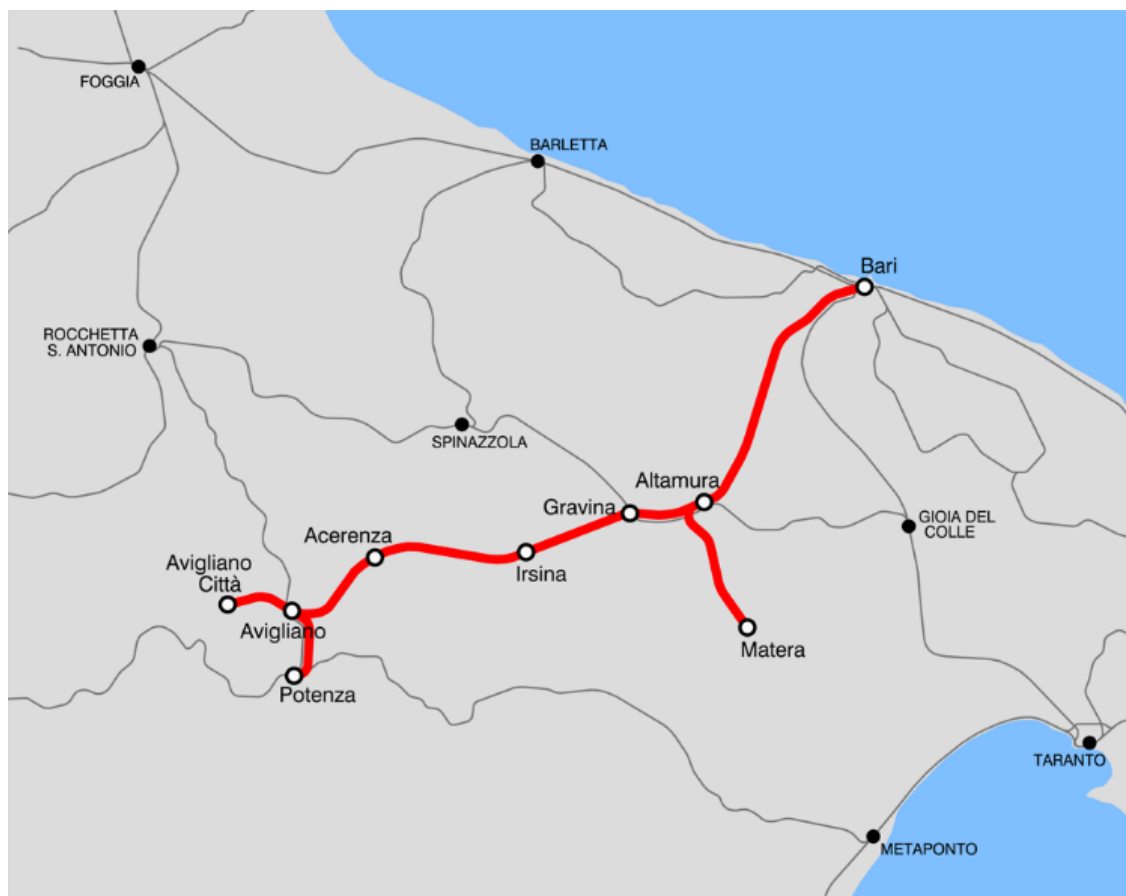 FOGGIA
BARLETTA
Bari
ROCCHETTA
S. ANTONIO
SPINAZZOLA
Altamura
Gravina
GIOIA DEL
COLLE
Acerenza
Irsina
Avigliano
Città
Avigliano
Matera
Potenza
TARANTO
METAPONTO